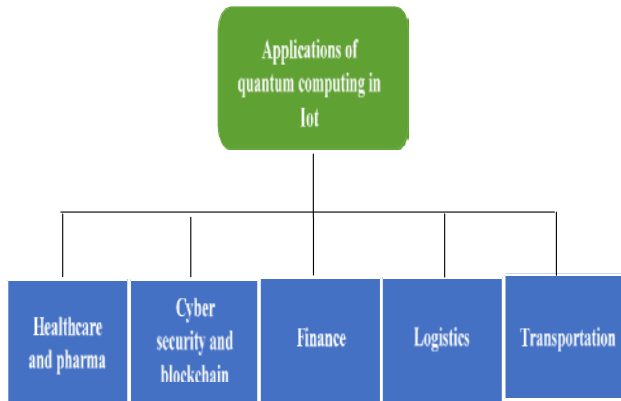 Applications of
quantum computing in
Iot
Healthcare
and pharma
Cyber
security and
blockchain
Finance
Logistics
Transportation